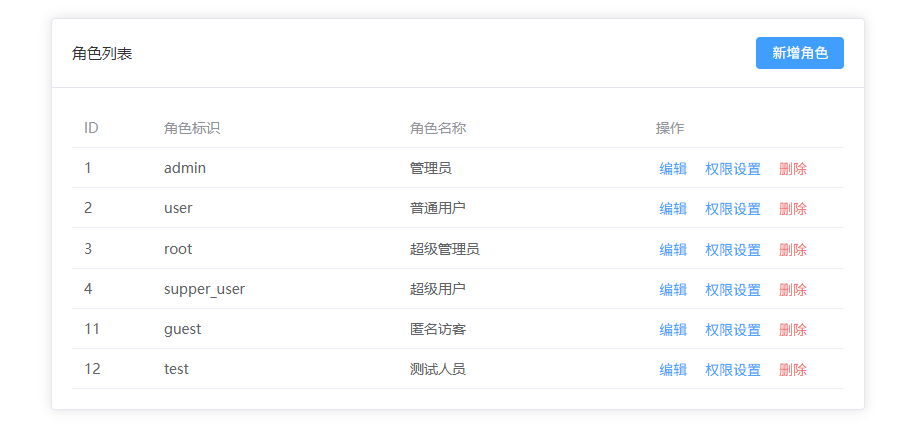 角色列表 新增角色
ID 角色标识 角色名称 操作
1 admin 管理员 编辑 权限设置 删除
2 user 普通用户 编辑 权限设置 删除
3 root 超级管理员 编辑 权限设置 删除
4 supper_user 超级用户 编辑 权限设置 删除
11 guest 匿名访客 编辑 权限设置 删除
12 test 测试人员 编辑 权限设置 删除